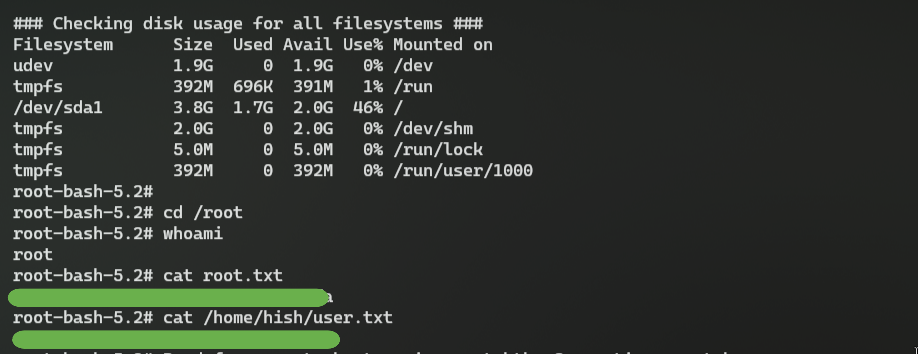 ### Checking disk usage for all filesystems ###
Filesystem      Size  Used Avail Use% Mounted on
udev            1.9G     0  1.9G   0% /dev
tmpfs           392M  696K  391M   1% /run
/dev/sda1       3.8G  1.7G  2.0G  46% /
tmpfs           2.0G     0  2.0G   0% /dev/shm
tmpfs           5.0M     0  5.0M   0% /run/lock
tmpfs           392M     0  392M   0% /run/user/1000
root-bash-5.2#
root-bash-5.2# cd /root
root-bash-5.2# whoami
root
root-bash-5.2# cat root.txt
a
root-bash-5.2# cat /home/hish/user.txt